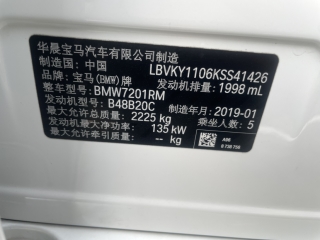 华晨宝马汽车有限公司制造
制造国：中国 LBVKY1106KSS41426
品牌：宝马(BMW)牌 发动机排量：1998 mL
整车型号：BMW7201RM
发动机型号：B48B20C 制造年月：2019-01
最大允许总质量：2225 kg 乘坐人数：5
发动机最大净功率：135 kW
最大允许牵引质量：-- kg